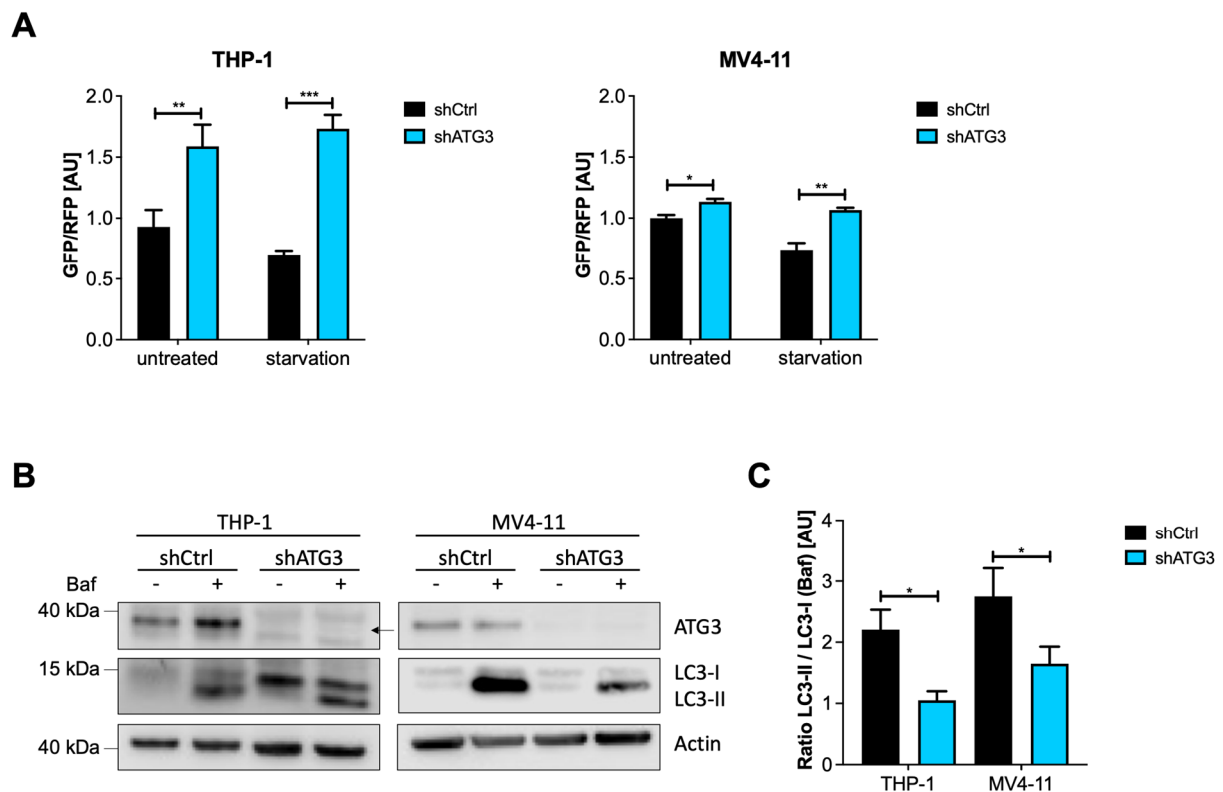 A
THP-1
2.0
1.5
1.0
0.5
0.0
GFP/RFP [AU]
** ***
untreated starvation
shCtrl
shATG3
MV4-11
2.0
1.5
1.0
0.5
0.0
GFP/RFP [AU]
* **
untreated starvation
shCtrl
shATG3
B
THP-1 MV4-11
shCtrl shATG3 shCtrl shATG3
Baf - + - + - + - +
40 kDa ATG3
15 kDa LC3-I
LC3-II
40 kDa Actin
C
Ratio LC3-II / LC3-I (Baf) [AU]
4
3
2
1
0
* *
THP-1 MV4-11
shCtrl
shATG3